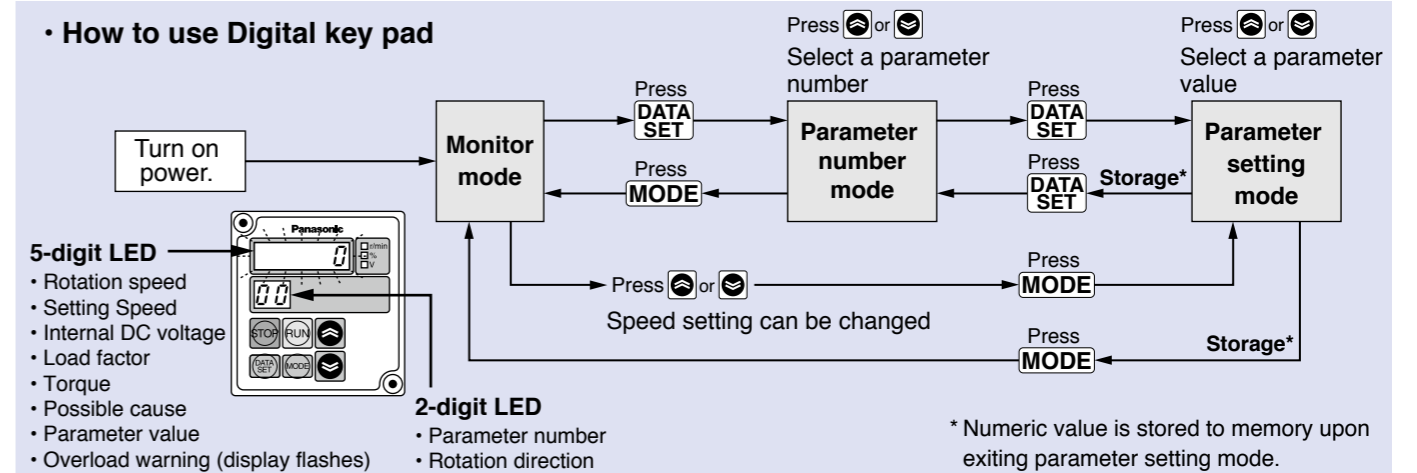 ・How to use Digital key pad
Press or
Select a parameter
number
Press or
Select a parameter
value
Turn on
power.
Monitor
mode
Press
DATA
SET
Press
MODE
Parameter
number
mode
Press
DATA
SET
Press
DATA
SET
Storage*
Parameter
setting
mode
Press or
Speed setting can be changed
Press
MODE
Press
MODE
Storage*
5-digit LED
・Rotation speed
・Setting Speed
・Internal DC voltage
・Load factor
・Torque
・Possible cause
・Parameter value
・Overload warning (display flashes)
Panasonic
0
r/min
%
V
00
STOP RUN
DATA
SET
MODE
2-digit LED
・Parameter number
・Rotation direction
* Numeric value is stored to memory upon
exiting parameter setting mode.